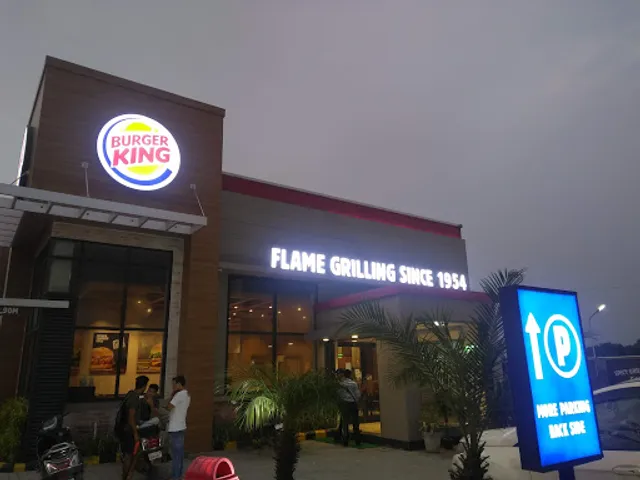 BURGER
KING
FLAME GRILLING SINCE 1954
P
MORE PARKING
BACK SIDE